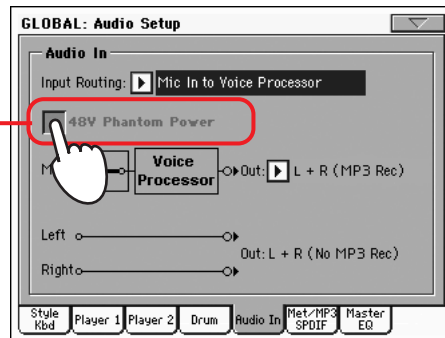 GLOBAL: Audio Setup
Audio In
Input Routing: Mic In to Voice Processor
48V Phantom Power
Voice Processor
Out: L + R (MP3 Rec)
Left
Out: L + R (No MP3 Rec)
Right
Style Kbd
Player 1
Player 2
Drum
Audio In
Met/MP3 SPDIF
Master EQ